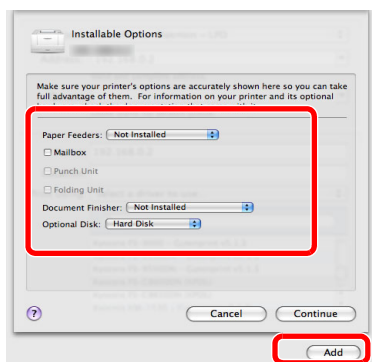 Installable Options
Make sure your printer's options are accurately shown here so you can take
full advantage of them. For information on your printer and its optional
Paper Feeders: Not Installed
Mailbox
Punch Unit
Folding Unit
Document Finisher: Not Installed
Optional Disk: Hard Disk
?
Cancel
Continue
Add